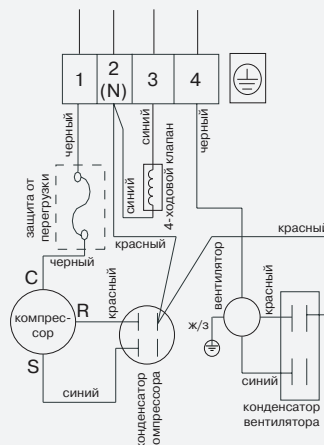 1
2
(N)
3
4
черный
синий
черный
защита от
перегрузки
синий
4-ходовой клапан
красный
красный
черный
C
R
S
компрес-
сор
красный
синий
конденсатор
компрессора
вентилятор
ж/з
красный
синий
конденсатор
вентилятора